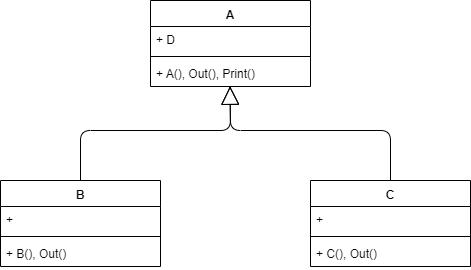 A
+ D
+ A(), Out(), Print()
B
+
+ B(), Out()
C
+
+ C(), Out()